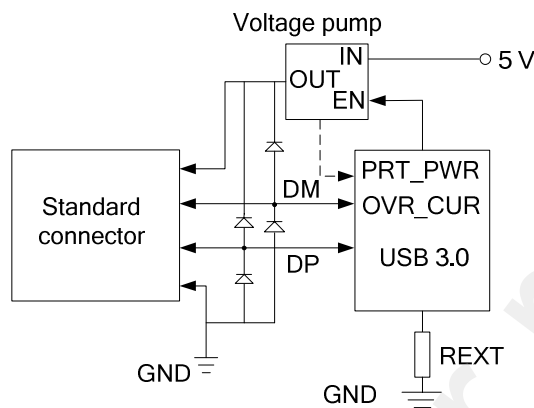 Voltage pump
IN
5 V
OUT
EN
PRT_PWR
DM
OVR_CUR
Standard
connector
DP
USB 3.0
REXT
GND
GND